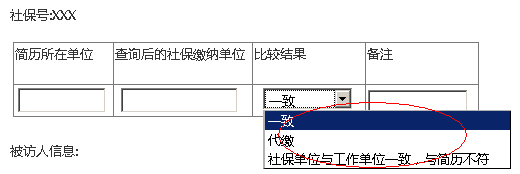 社保号:XXX
简历所在单位 查询后的社保缴纳单位 比较结果 备注
一致
一致
代缴
社保单位与工作单位一致，与简历不符
被访人信息: